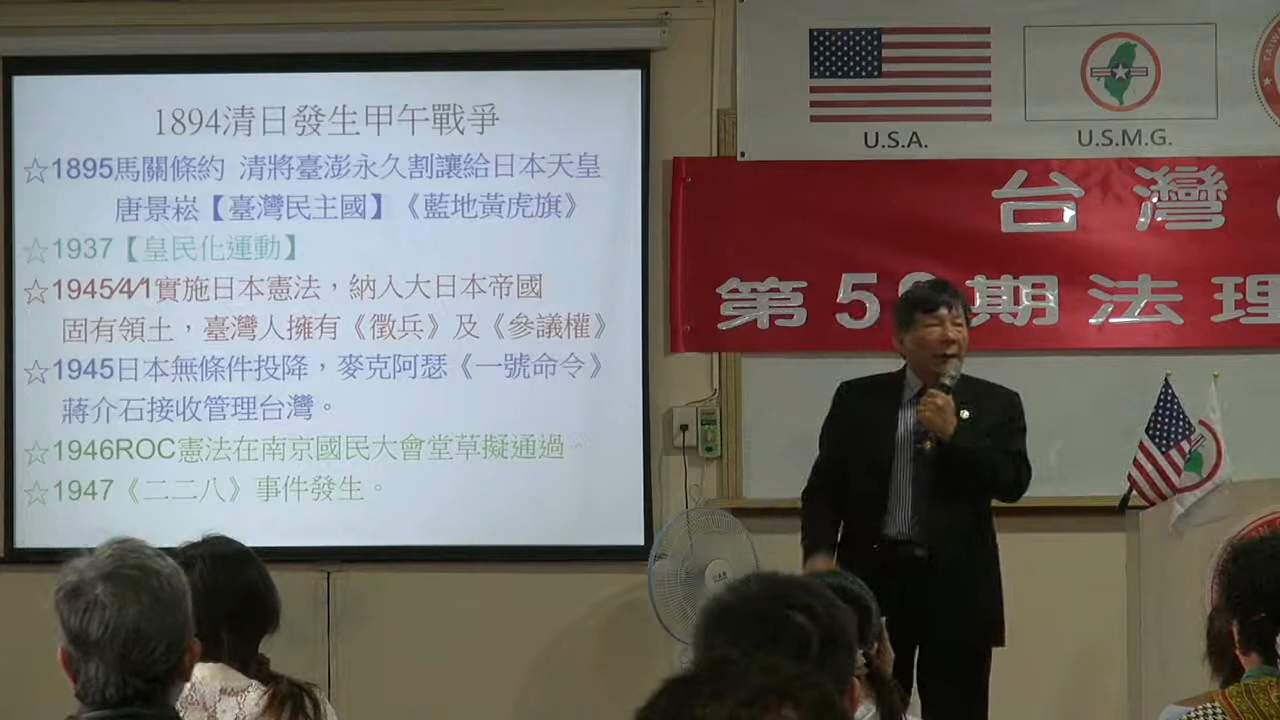 1894清日發生甲午戰爭
☆1895馬關條約 清將臺澎永久割讓給日本天皇
唐景崧【臺灣民主國】《藍地黃虎旗》
☆1937【皇民化運動】
☆1945/4/1實施日本憲法，納入大日本帝國
固有領土，臺灣人擁有《徵兵》及《參議權》
☆1945日本無條件投降，麥克阿瑟《一號命令》
蔣介石接收管理台灣。
☆1946ROC憲法在南京國民大會堂草擬通過。
☆1947《二二八》事件發生。
U.S.A.
U.S.M.G.
台灣
第5期法理